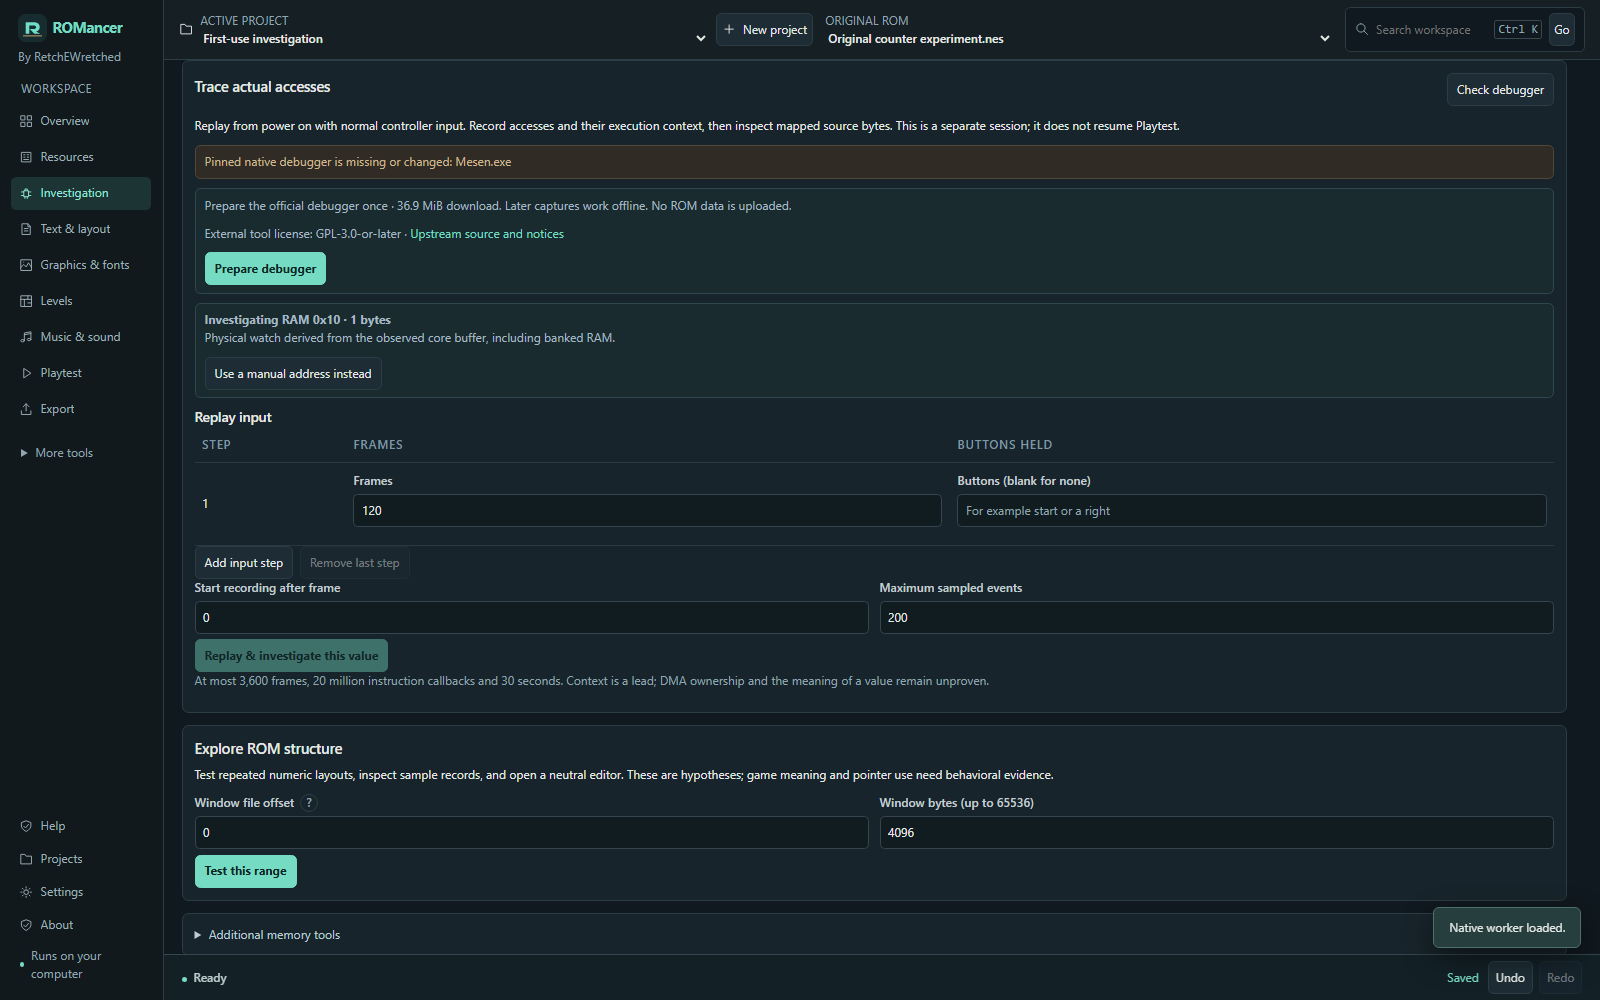 ROMancer
By RetchEWretched
WORKSPACE
Overview
Resources
Investigation
Text & layout
Graphics & fonts
Levels
Music & sound
Playtest
Export
More tools
Help
Projects
Settings
About
Runs on your
computer
ACTIVE PROJECT
First-use investigation
New project
ORIGINAL ROM
Original counter experiment.nes
Search workspace
Ctrl K
Go
Trace actual accesses
Check debugger
Replay from power on with normal controller input. Record accesses and their execution context, then inspect mapped source bytes. This is a separate session; it does not resume Playtest.
Pinned native debugger is missing or changed: Mesen.exe
Prepare the official debugger once · 36.9 MiB download. Later captures work offline. No ROM data is uploaded.
External tool license: GPL-3.0-or-later · Upstream source and notices
Prepare debugger
Investigating RAM 0x10 · 1 bytes
Physical watch derived from the observed core buffer, including banked RAM.
Use a manual address instead
Replay input
STEP FRAMES BUTTONS HELD
Frames Buttons (blank for none)
1 120 For example start or a right
Add input step Remove last step
Start recording after frame Maximum sampled events
0 200
Replay & investigate this value
At most 3,600 frames, 20 million instruction callbacks and 30 seconds. Context is a lead; DMA ownership and the meaning of a value remain unproven.
Explore ROM structure
Test repeated numeric layouts, inspect sample records, and open a neutral editor. These are hypotheses; game meaning and pointer use need behavioral evidence.
Window file offset ? Window bytes (up to 65536)
0 4096
Test this range
Additional memory tools
Native worker loaded.
Ready
Saved Undo Redo